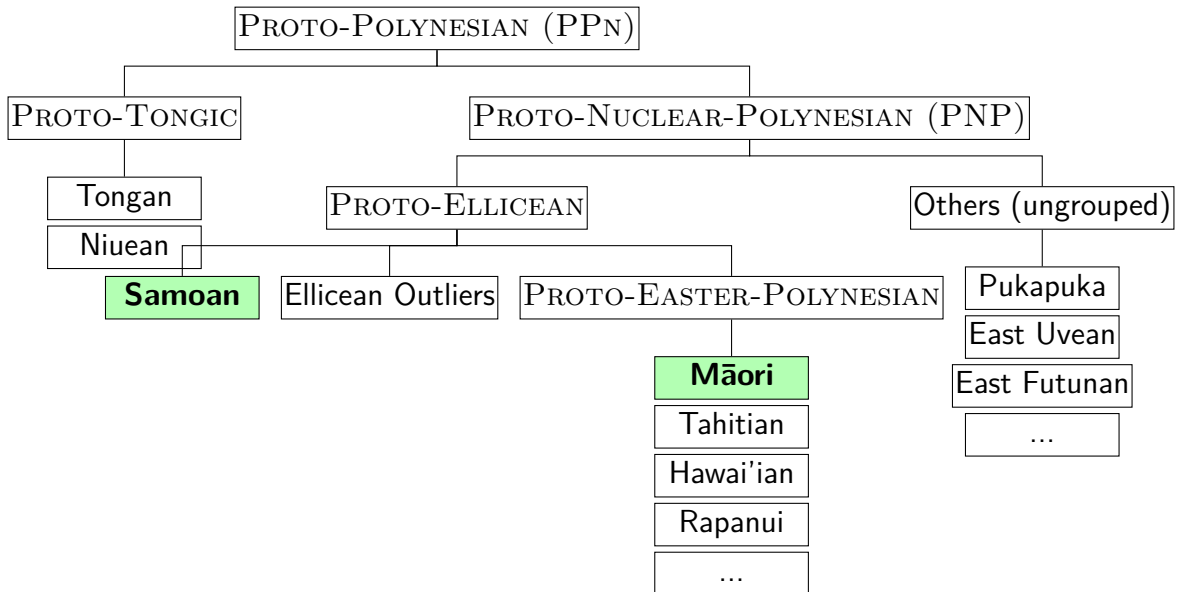 PROTO-POLYNESIAN (PPN)
PROTO-TONGIC
PROTO-NUCLEAR-POLYNESIAN (PNP)
Tongan
Niuean
PROTO-ELLICEAN
Others (ungrouped)
Samoan
Ellicean Outliers
PROTO-EASTER-POLYNESIAN
Pukapuka
East Uvean
East Futunan
...
Māori
Tahitian
Hawai'ian
Rapanui
...